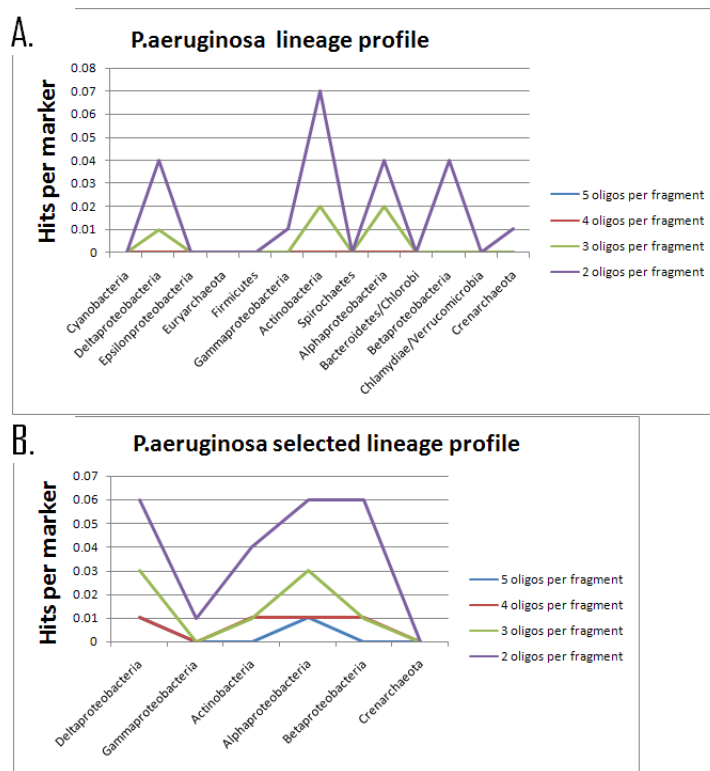 A.
P.aeruginosa lineage profile
Hits per marker
0.08
0.07
0.06
0.05
0.04
0.03
0.02
0.01
0
Cyanobacteria
Deltaproteobacteria
Epsilonproteobacteria
Euryarchaeota
Firmicutes
Gammaproteobacteria
Actinobacteria
Spirochaetes
Alphaproteobacteria
Bacteroidetes/Chlorobi
Betaproteobacteria
Chlamydiae/Verrucomicrobia
Crenarchaeota
5 oligos per fragment
4 oligos per fragment
3 oligos per fragment
2 oligos per fragment
B.
P.aeruginosa selected lineage profile
Hits per marker
0.07
0.06
0.05
0.04
0.03
0.02
0.01
0
Deltaproteobacteria
Gammaproteobacteria
Actinobacteria
Alphaproteobacteria
Betaproteobacteria
Crenarchaeota
5 oligos per fragment
4 oligos per fragment
3 oligos per fragment
2 oligos per fragment